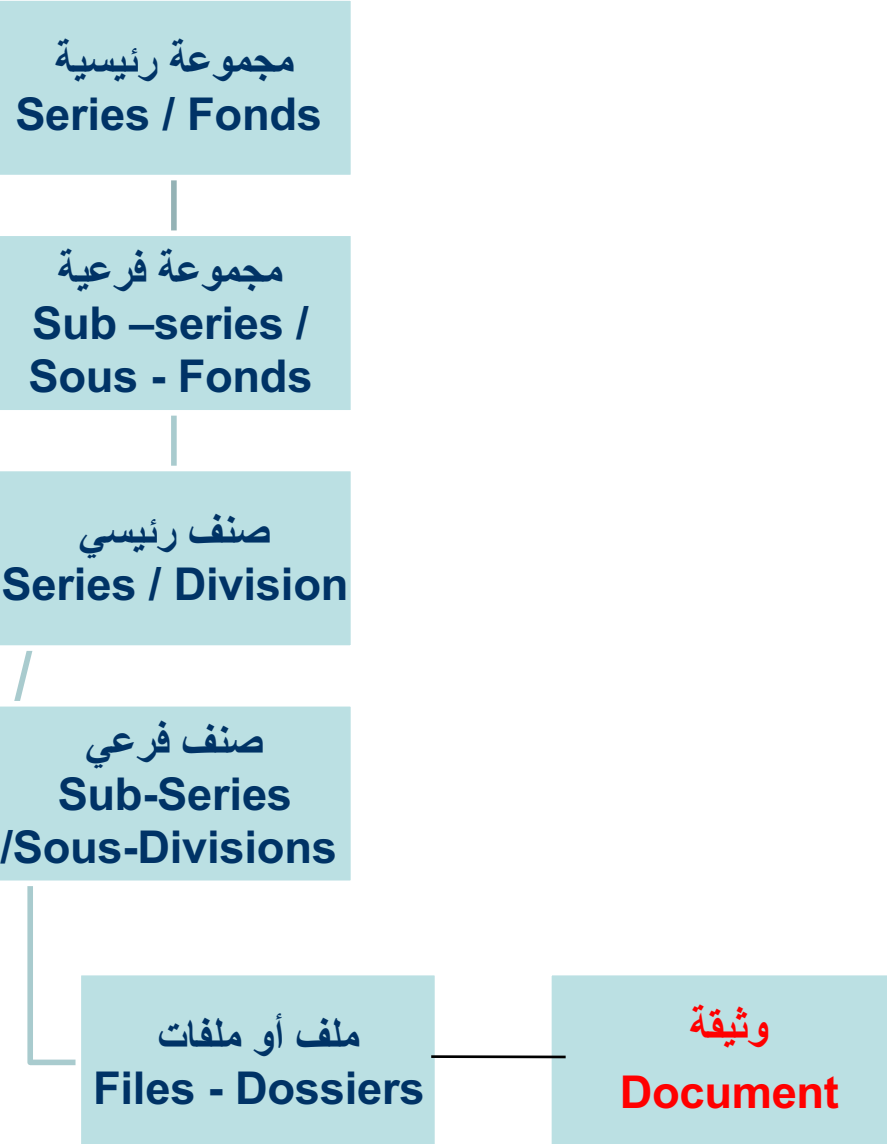 مجموعة رئيسية
Series / Fonds
مجموعة فرعية
Sub –series /
Sous - Fonds
صنف رئيسي
Series / Division
صنف فرعي
Sub-Series
/Sous-Divisions
ملف أو ملفات
Files - Dossiers
وثيقة
Document